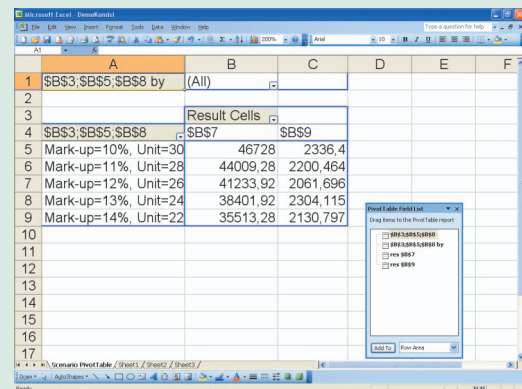 Microsoft Excel - DemoKondisi
File Edit View Insert Format Tools Data Window Help Type a question for help
200% Arial 10 B I U
A1 fx
A B C D E F
1 $B$3;$B$5;$B$8 by (All)
2
3 Result Cells
4 $B$3;$B$5;$B$8 $B$7 $B$9
5 Mark-up=10%, Unit=30 46728 2336,4
6 Mark-up=11%, Unit=28 44009,28 2200,464
7 Mark-up=12%, Unit=26 41233,92 2061,696
8 Mark-up=13%, Unit=24 38401,92 2304,115
9 Mark-up=14%, Unit=22 35513,28 2130,797
10
11
12
13
14
15
16
17
PivotTable Field List
Drag items to the PivotTable report
$B$3;$B$5;$B$8
$B$3;$B$5;$B$8 by
res $B$7
res $B$9
Add To Row Area
Scenario PivotTable / Sheet1 / Sheet2 / Sheet3 /
Draw AutoShapes
Ready NUM